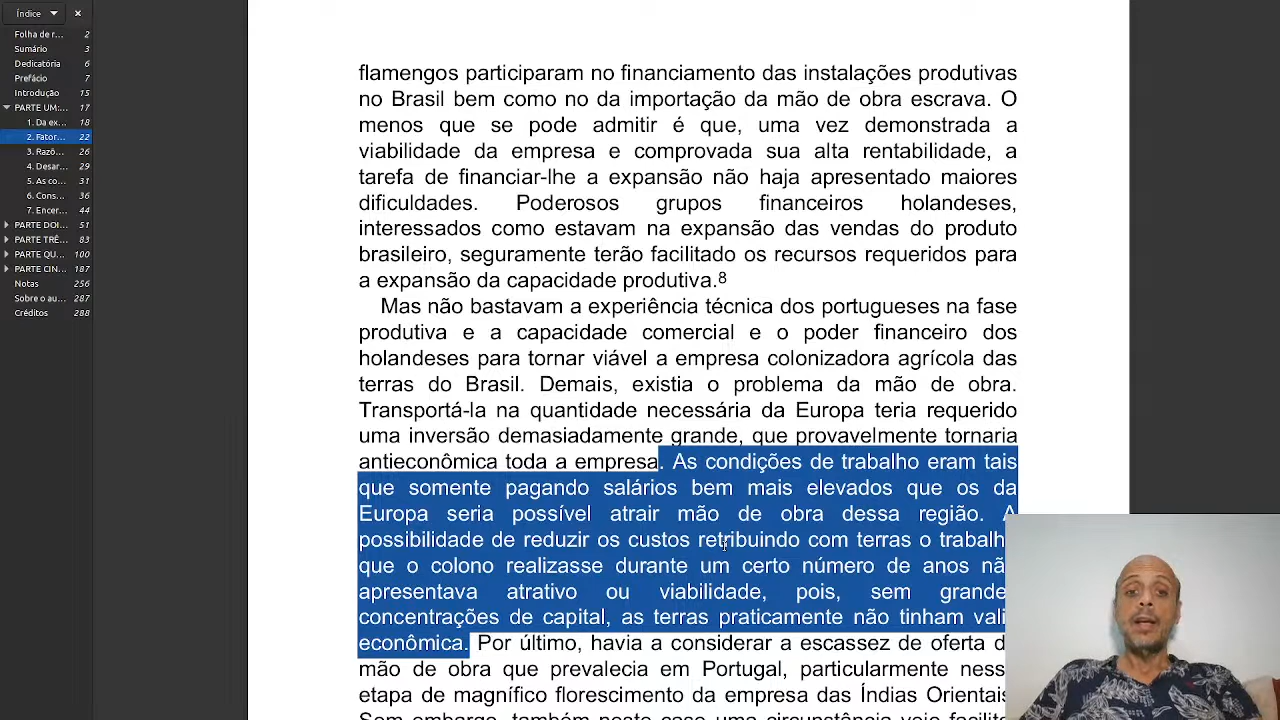 Índice
Folha de r... 2
Sumário 3
Dedicatória 6
Prefácio 7
Introdução 15
PARTE UM:... 17
1. Da ex... 18
2. Fator... 22
3. Razõ... 26
4. Desar... 29
5. As co... 31
6. Cons... 36
7. Encer... 44
PARTE DOI... 51
PARTE TRÊ... 83
PARTE QU... 100
PARTE CIN... 187
Notas 256
Sobre o au... 287
Créditos 288
flamengos participaram no financiamento das instalações produtivas
no Brasil bem como no da importação da mão de obra escrava. O
menos que se pode admitir é que, uma vez demonstrada a
viabilidade da empresa e comprovada sua alta rentabilidade, a
tarefa de financiar-lhe a expansão não haja apresentado maiores
dificuldades. Poderosos grupos financeiros holandeses,
interessados como estavam na expansão das vendas do produto
brasileiro, seguramente terão facilitado os recursos requeridos para
a expansão da capacidade produtiva.8
Mas não bastavam a experiência técnica dos portugueses na fase
produtiva e a capacidade comercial e o poder financeiro dos
holandeses para tornar viável a empresa colonizadora agrícola das
terras do Brasil. Demais, existia o problema da mão de obra.
Transportá-la na quantidade necessária da Europa teria requerido
uma inversão demasiadamente grande, que provavelmente tornaria
antieconômica toda a empresa. As condições de trabalho eram tais
que somente pagando salários bem mais elevados que os da
Europa seria possível atrair mão de obra dessa região. A
possibilidade de reduzir os custos retribuindo com terras o trabalh
que o colono realizasse durante um certo número de anos nã
apresentava atrativo ou viabilidade, pois, sem grande
concentrações de capital, as terras praticamente não tinham vali
econômica. Por último, havia a considerar a escassez de oferta d
mão de obra que prevalecia em Portugal, particularmente ness
etapa de magnífico florescimento da empresa das Índias Orientais
Sem embargo, também neste caso uma circunstância veio facilita